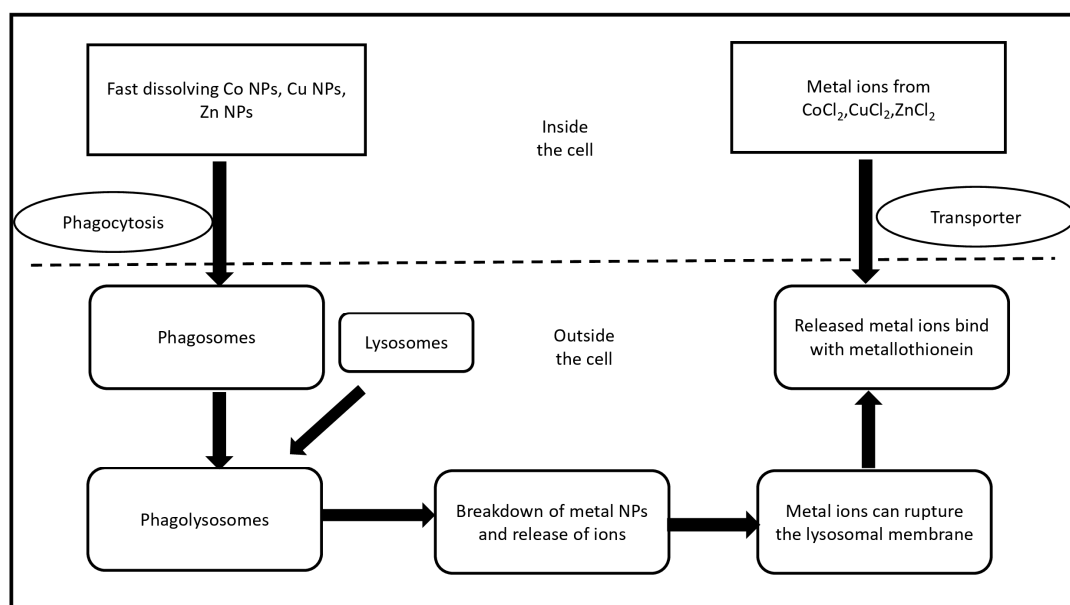 Fast dissolving Co NPs, Cu NPs,
Zn NPs
Metal ions from
CoCl₂,CuCl₂,ZnCl₂
Inside
the cell
Phagocytosis
Transporter
Phagosomes
Lysosomes
Outside
the cell
Released metal ions bind
with metallothionein
Phagolysosomes
Breakdown of metal NPs
and release of ions
Metal ions can rupture
the lysosomal membrane